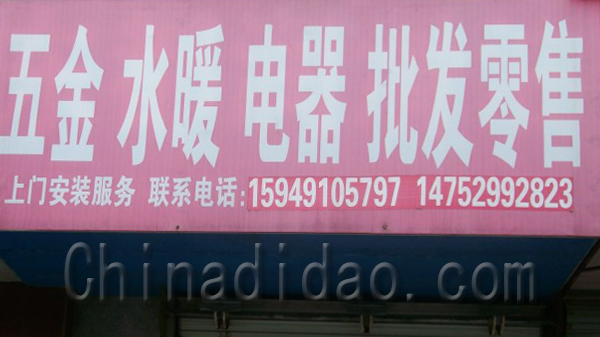 五金 水暖 电器 批发零售
上门安装服务 联系电话:15949105797 14752992823
Chinadidao.com